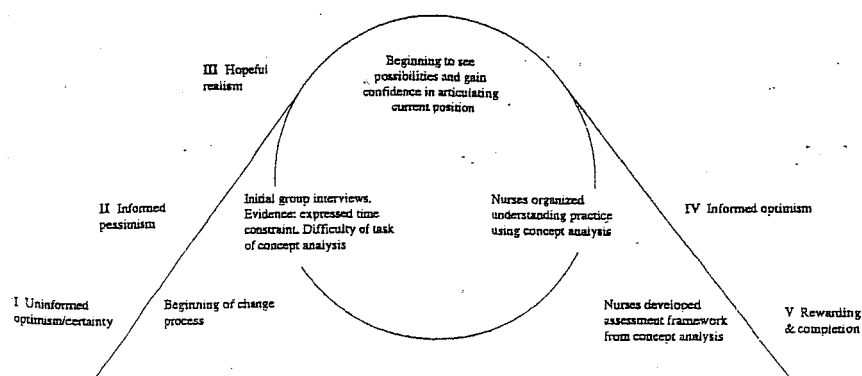 III Hopeful
realism
Beginning to see
possibilities and gain
confidence in articulating
current position
II Informed
pessimism
Initial group interviews.
Evidence: expressed time
constraint. Difficulty of task
of concept analysis
Nurses organized
understanding practice
using concept analysis
IV Informed optimism
I Uninformed
optimism/certainty
Beginning of change
process
Nurses developed
assessment framework
from concept analysis
V Rewarding
& completion